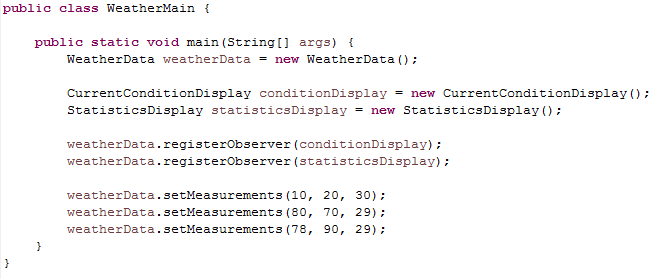 public class WeatherMain {
public static void main(String[] args) {
WeatherData weatherData = new WeatherData();
CurrentConditionDisplay conditionDisplay = new CurrentConditionDisplay();
StatisticsDisplay statisticsDisplay = new StatisticsDisplay();
weatherData.registerObserver(conditionDisplay);
weatherData.registerObserver(statisticsDisplay);
weatherData.setMeasurements(10, 20, 30);
weatherData.setMeasurements(80, 70, 29);
weatherData.setMeasurements(78, 90, 29);
}
}